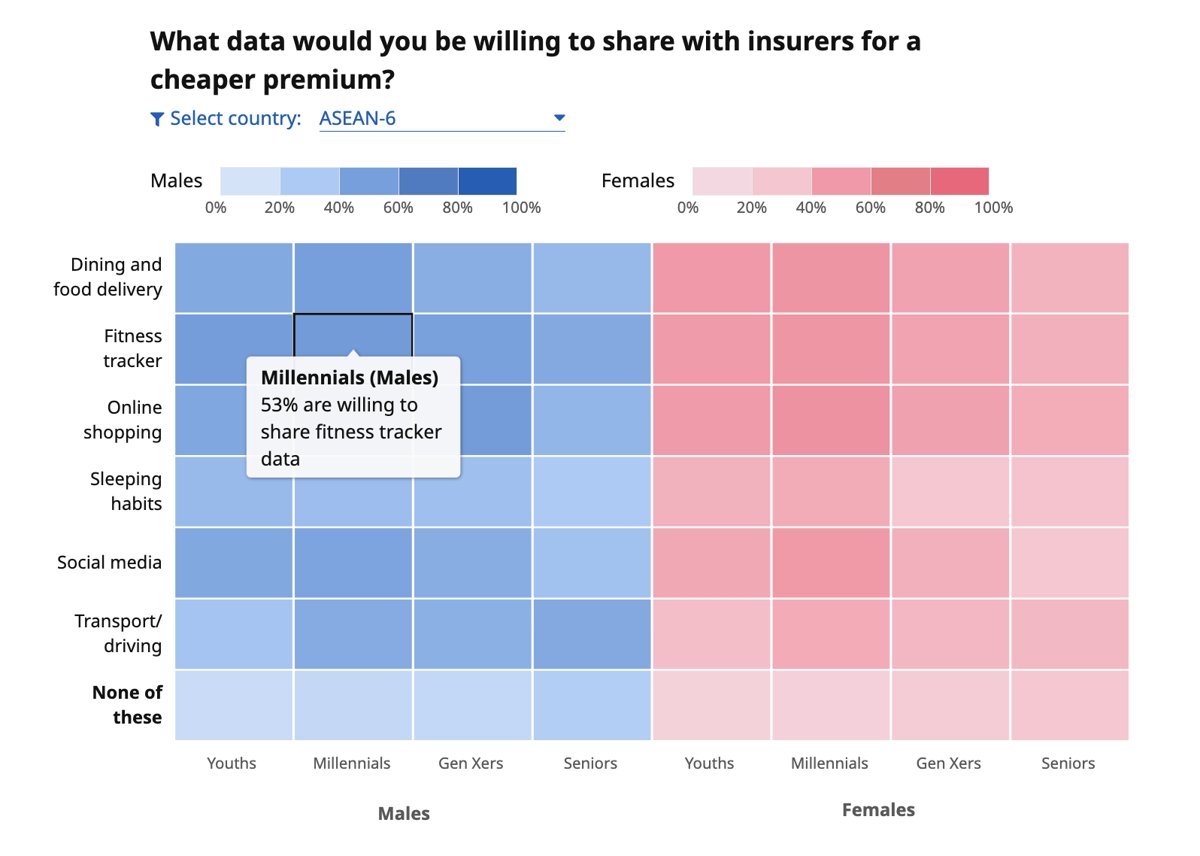 What data would you be willing to share with insurers for a
cheaper premium?
Select country: ASEAN-6
Males
0% 20% 40% 60% 80% 100%
Females
0% 20% 40% 60% 80% 100%
Dining and
food delivery
Fitness
tracker
Millennials (Males)
53% are willing to
share fitness tracker
data
Online
shopping
Sleeping
habits
Social media
Transport/
driving
None of
these
Youths Millennials Gen Xers Seniors Youths Millennials Gen Xers Seniors
Males Females